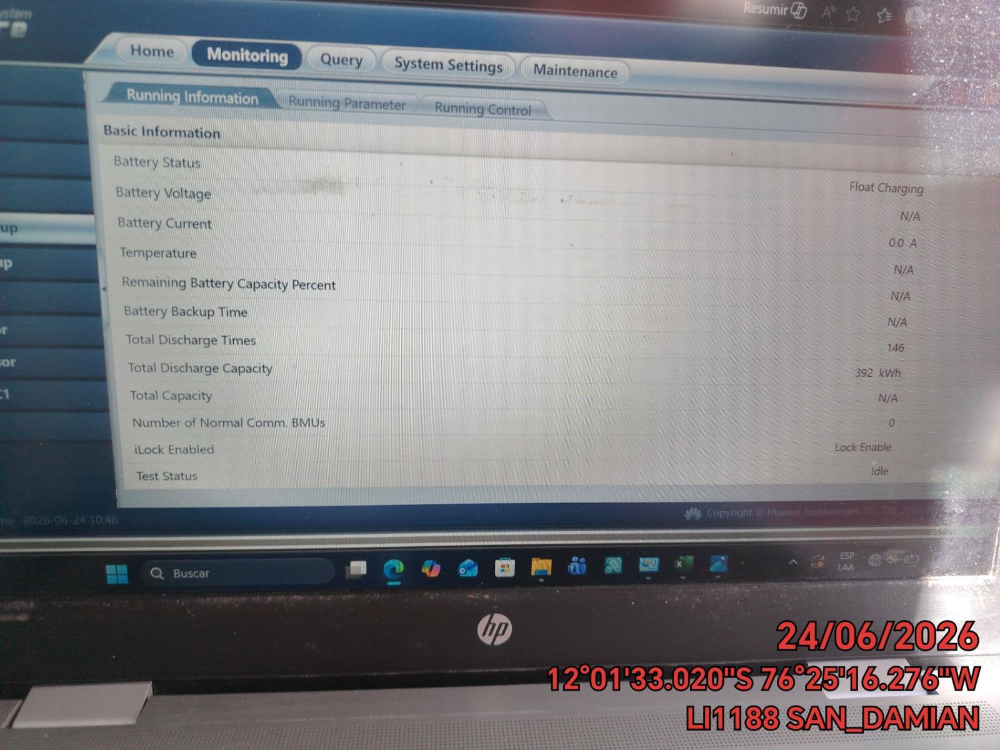 Resumir
Home Monitoring Query System Settings Maintenance
Running Information Running Parameter Running Control
Basic Information
Battery Status Float Charging
Battery Voltage N/A
Battery Current 0.0 A
Temperature N/A
Remaining Battery Capacity Percent N/A
Battery Backup Time N/A
Total Discharge Times 146
Total Discharge Capacity 392 kWh
Total Capacity N/A
Number of Normal Comm. BMUs 0
iLock Enabled Lock Enable
Test Status Idle
2026-06-24 10:48
Copyright © Huawei Technologies Co., Ltd. 2019
Buscar
ESP
LAA
hp
24/06/2026
12°01'33.020"S 76°25'16.276"W
LI1188 SAN_DAMIAN